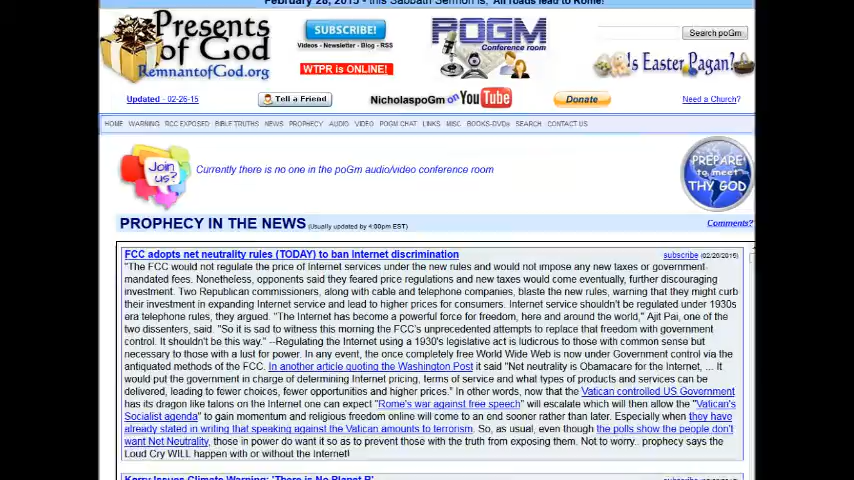 February 28, 2015 - this Sabbath Sermon is, "All roads lead to Rome!"
Presents of God
RemnantofGod.org
SUBSCRIBE!
Videos - Newsletter - Blog - RSS
WTPR is ONLINE!
POGM
Conference room
Search poGm
Is Easter Pagan?
Updated - 02-26-15
Tell a Friend
NicholaspoGm on YouTube
Donate
Need a Church?
HOME WARNING RCC EXPOSED BIBLE TRUTHS NEWS PROPHECY AUDIO VIDEO POGM CHAT LINKS MISC BOOKS-DVDs SEARCH CONTACT US
Join us?
Currently there is no one in the poGm audio/video conference room
PREPARE to meet THY GOD
PROPHECY IN THE NEWS (Usually updated by 4:00pm EST)
Comments?
FCC adopts net neutrality rules (TODAY) to ban Internet discrimination
subscribe (02/26/2015)
"The FCC would not regulate the price of Internet services under the new rules and would not impose any new taxes or government-
mandated fees. Nonetheless, opponents said they feared price regulations and new taxes would come eventually, further discouraging
investment. Two Republican commissioners, along with cable and telephone companies, blaste the new rules, warning that they might curb
their investment in expanding Internet service and lead to higher prices for consumers. Internet service shouldn't be regulated under 1930s
era telephone rules, they argued. "The Internet has become a powerful force for freedom, here and around the world," Ajit Pai, one of the
two dissenters, said. "So it is sad to witness this morning the FCC's unprecedented attempts to replace that freedom with government
control. It shouldn't be this way." --Regulating the Internet using a 1930's legislative act is ludicrous to those with common sense but
necessary to those with a lust for power. In any event, the once completely free World Wide Web is now under Government control via the
antiquated methods of the FCC. In another article quoting the Washington Post it said "Net neutrality is Obamacare for the Internet, ... It
would put the government in charge of determining Internet pricing, terms of service and what types of products and services can be
delivered, leading to fewer choices, fewer opportunities and higher prices." In other words, now that the Vatican controlled US Government
has its dragon like talons on the Internet one can expect "Rome's war against free speech" will escalate which will then allow the "Vatican's
Socialist agenda" to gain momentum and religious freedom online will come to an end sooner rather than later. Especially when they have
already stated in writing that speaking against the Vatican amounts to terrorism. So, as usual, even though the polls show the people don't
want Net Neutrality, those in power do want it so as to prevent those with the truth from exposing them. Not to worry.. prophecy says the
Loud Cry WILL happen with or without the Internet!
Kerry Issues Climate Warning: 'There is No Planet B'